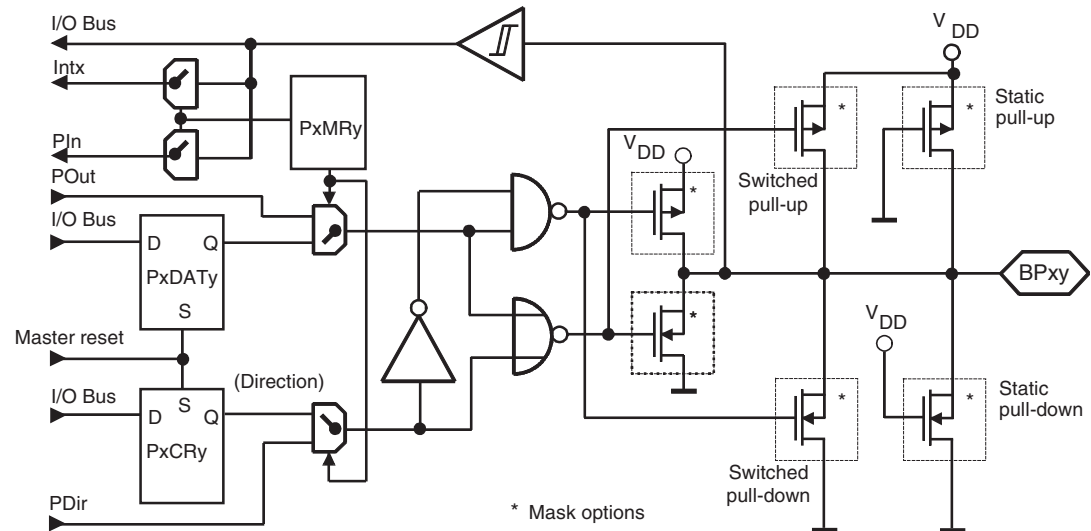 I/O Bus
V DD
V DD
Intx
*
*
Static
pull-up
PxMRy
PIn
V DD
*
Switched
pull-up
POut
I/O Bus
D Q
PxDATy
S
BPxy
*
V DD
Master reset
(Direction)
I/O Bus
S
D Q
PxCRy
*
*
Static
pull-down
Switched
pull-down
PDir
* Mask options